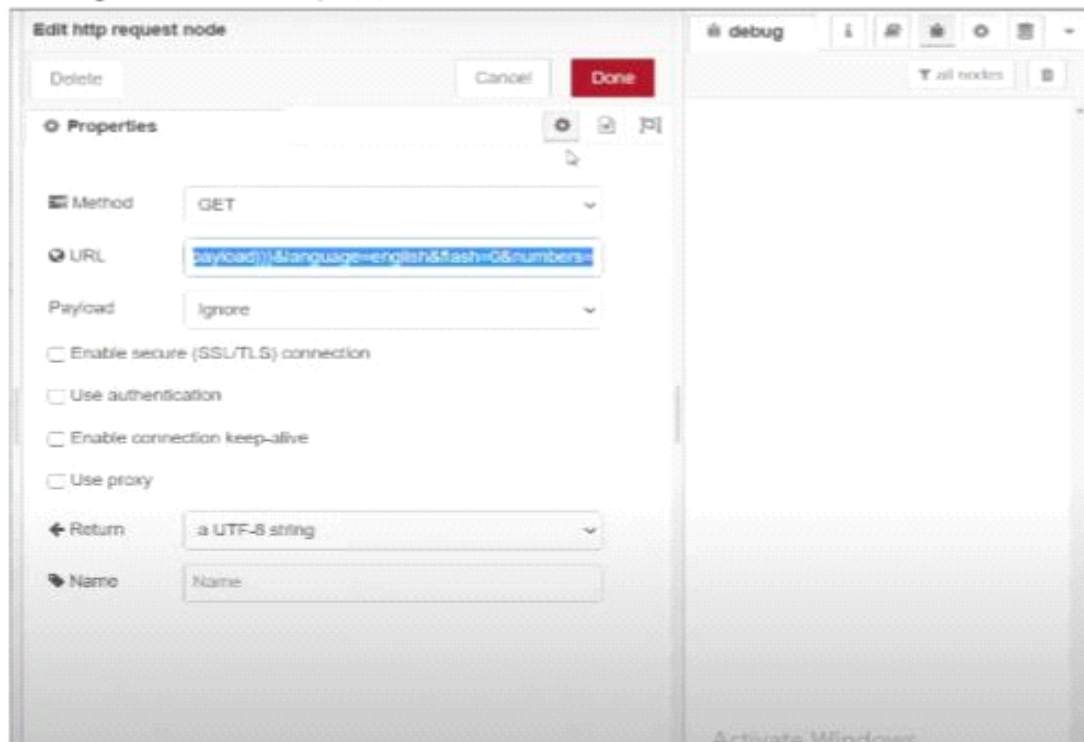 Edit http request node
debug
Delete
Cancel
Done
all nodes
Properties
Method
GET
URL
payload}}}&language=english&flash=0&numbers=
Payload
Ignore
Enable secure (SSL/TLS) connection
Use authentication
Enable connection keep-alive
Use proxy
Return
a UTF-8 string
Name
Name
Activate Windows